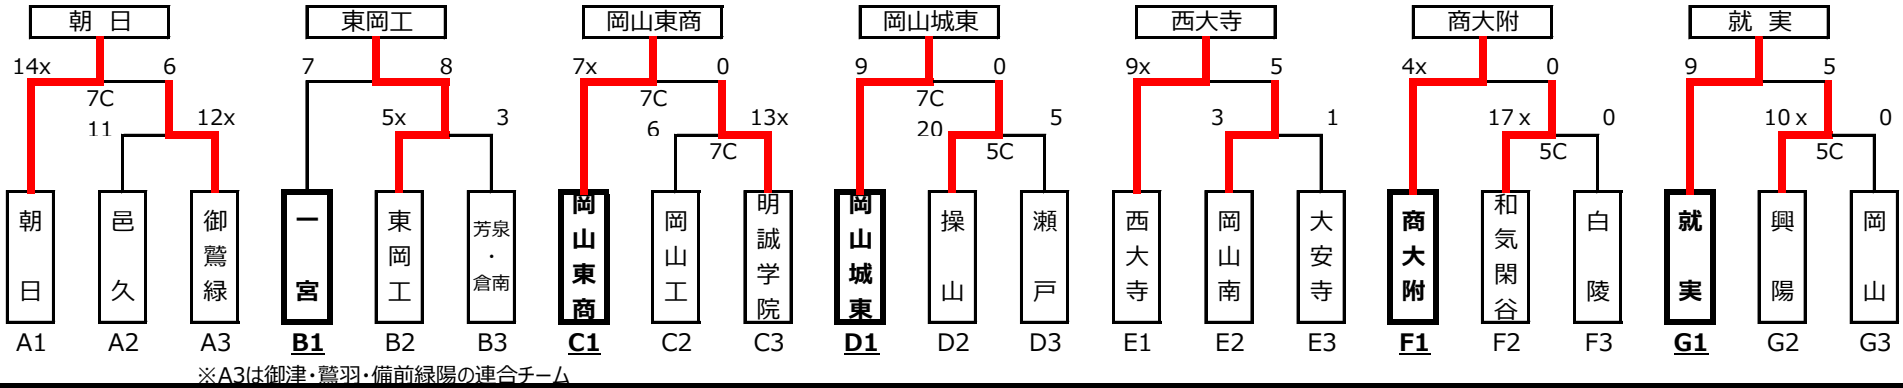 朝 日 東岡工 岡山東商 岡山城東 西大寺 商大附 就 実
14x 6 7 8 7x 0 9 0 9x 5 4x 0 9 5
7C 7C 7C
11 12x 5x 3 6 13x 20 5 3 1 17x 0 10x 0
7C 5C 5C 5C
朝日 邑久 御鷲緑 一宮 東岡工 芳泉・倉南 岡山東商 岡山工 明誠学院 岡山城東 操山 瀬戸 西大寺 岡山南 大安寺 商大附 和気閑谷 白陵 就実 興陽 岡山
A1 A2 A3 B1 B2 B3 C1 C2 C3 D1 D2 D3 E1 E2 E3 F1 F2 F3 G1 G2 G3
※A3は御津・鷲羽・備前緑陽の連合チーム